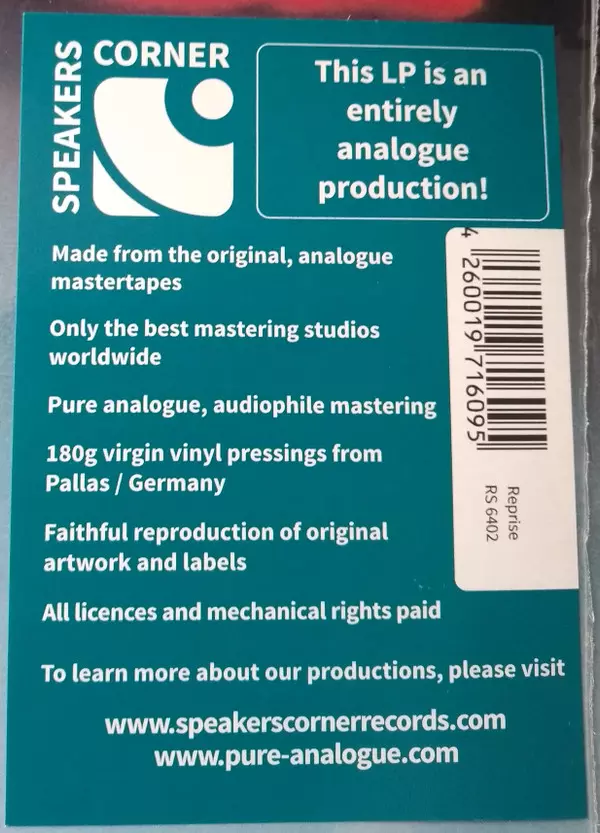 SPEAKERS
CORNER
This LP is an
entirely
analogue
production!
Made from the original, analogue
mastertapes
Only the best mastering studios
worldwide
Pure analogue, audiophile mastering
180g virgin vinyl pressings from
Pallas / Germany
Faithful reproduction of original
artwork and labels
All licences and mechanical rights paid
To learn more about our productions, please visit
www.speakerscornerrecords.com
www.pure-analogue.com
4 260019 716095
Reprise
RS 6402